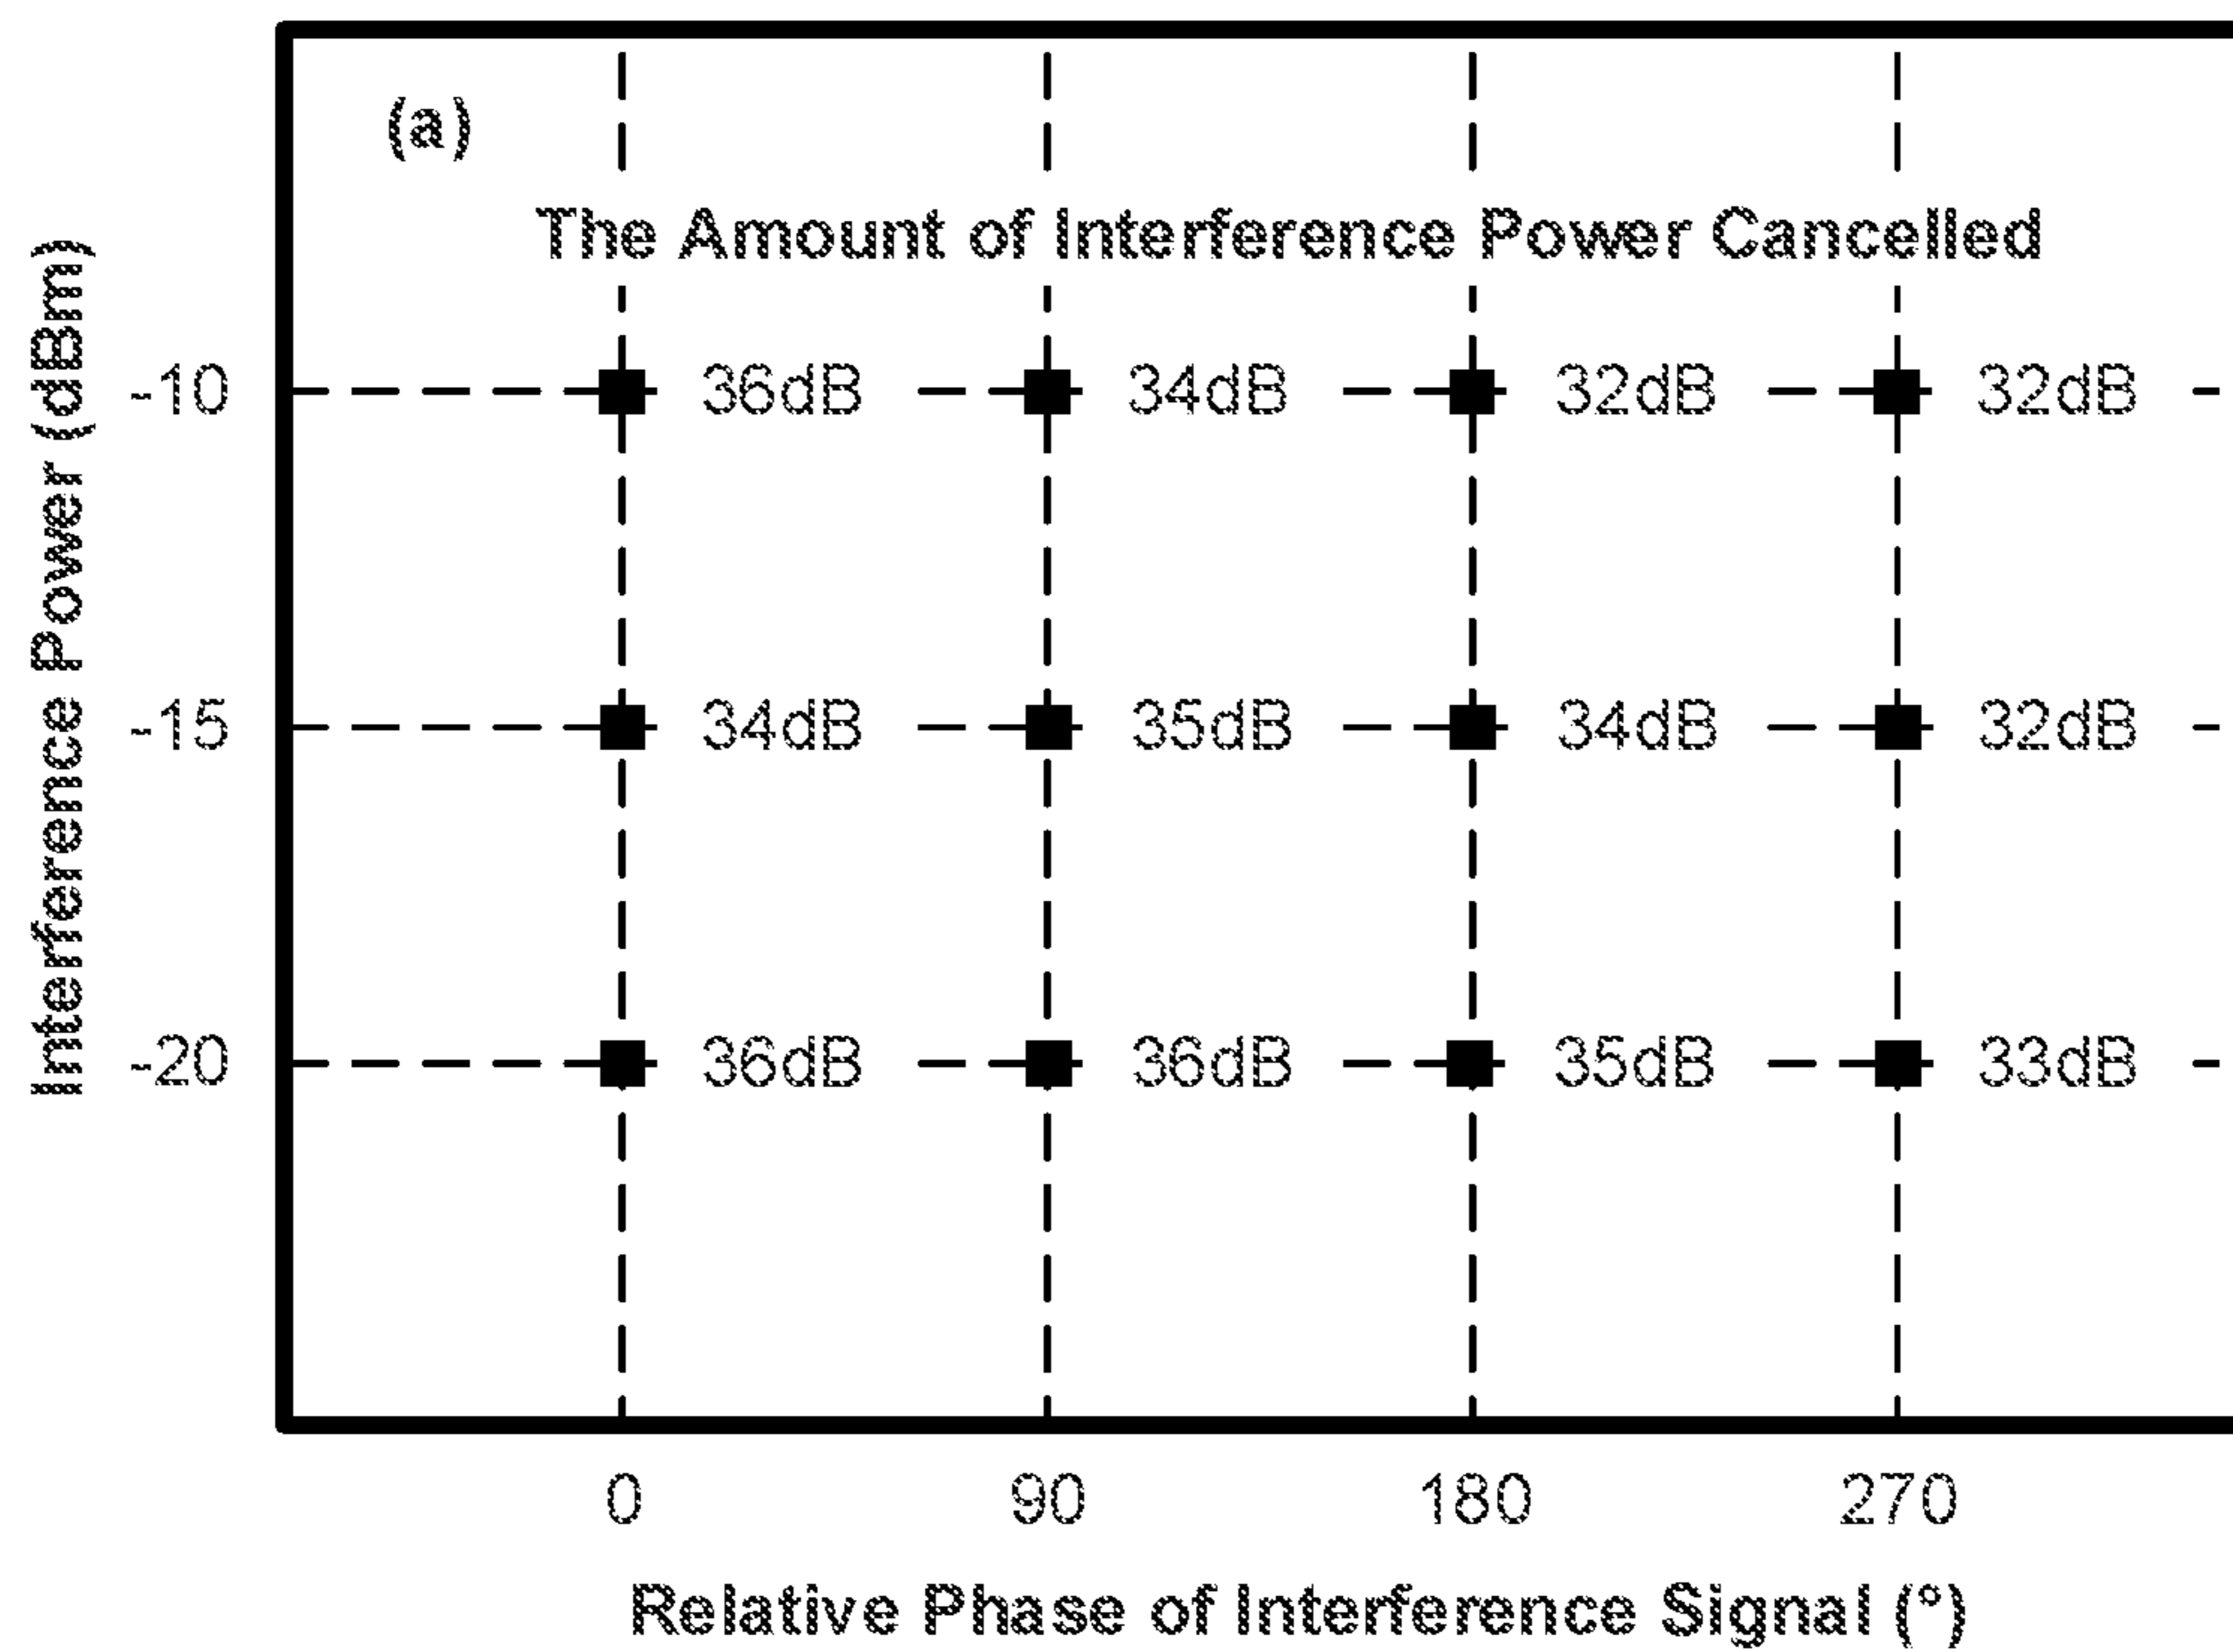 (a)
The Amount of Interference Power Cancelled
Interference Power (dBm)
-10 36dB 34dB 32dB 32dB
-15 34dB 35dB 34dB 32dB
-20 36dB 36dB 35dB 33dB
0 90 180 270
Relative Phase of Interference Signal (°)